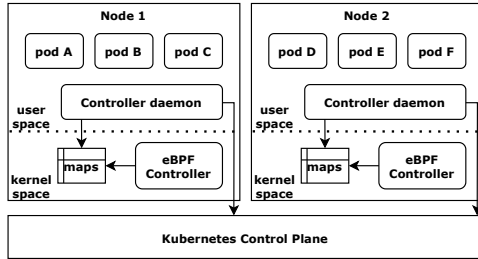 Node 1
pod A
pod B
pod C
Controller daemon
user
space
maps
eBPF
Controller
kernel
space
Node 2
pod D
pod E
pod F
Controller daemon
user
space
maps
eBPF
Controller
kernel
space
Kubernetes Control Plane